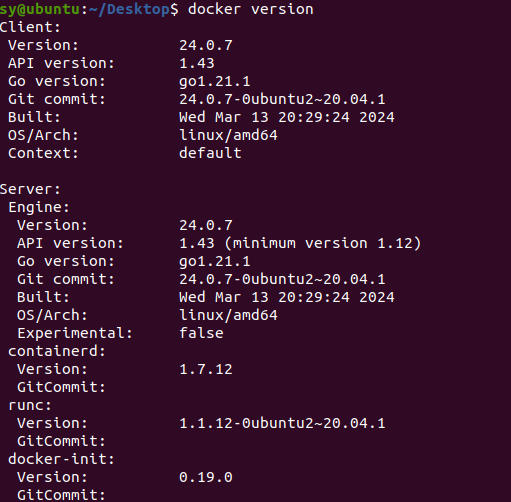 sy@ubuntu:~/Desktop$ docker version
Client:
 Version:           24.0.7
 API version:       1.43
 Go version:        go1.21.1
 Git commit:        24.0.7-0ubuntu2~20.04.1
 Built:             Wed Mar 13 20:29:24 2024
 OS/Arch:           linux/amd64
 Context:           default

Server:
 Engine:
  Version:          24.0.7
  API version:      1.43 (minimum version 1.12)
  Go version:       go1.21.1
  Git commit:       24.0.7-0ubuntu2~20.04.1
  Built:            Wed Mar 13 20:29:24 2024
  OS/Arch:          linux/amd64
  Experimental:     false
 containerd:
  Version:          1.7.12
  GitCommit:
 runc:
  Version:          1.1.12-0ubuntu2~20.04.1
  GitCommit:
 docker-init:
  Version:          0.19.0
  GitCommit: